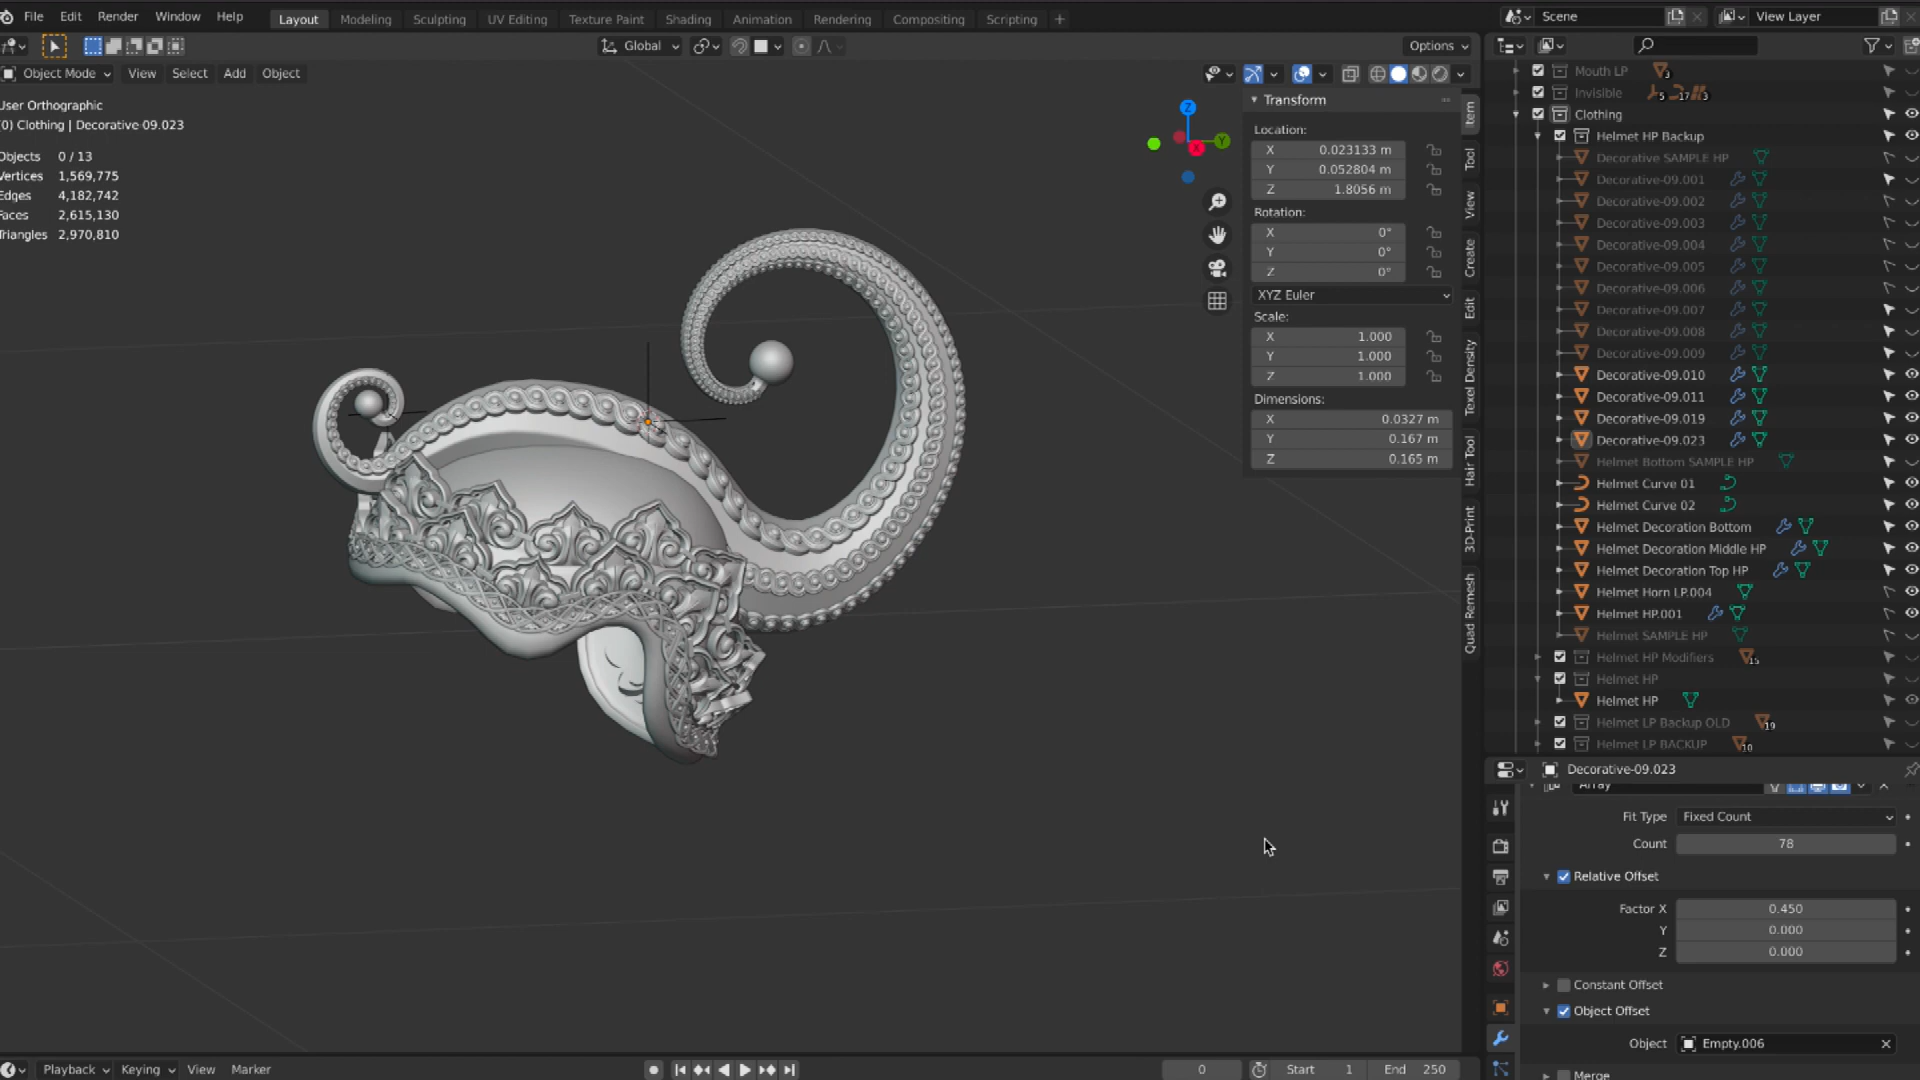 File Edit Render Window Help Layout Modeling Sculpting UV Editing Texture Paint Shading Animation Rendering Compositing Scripting + Scene View Layer
Global Options
Object Mode View Select Add Object
User Orthographic
(0) Clothing | Decorative-09.023
Objects 0 / 13
Vertices 1,569,775
Edges 4,182,742
Faces 2,615,130
Triangles 2,970,810
Z
Y
X
Transform
Location:
X 0.023133 m
Y 0.052804 m
Z 1.8056 m
Rotation:
X 0°
Y 0°
Z 0°
XYZ Euler
Scale:
X 1.000
Y 1.000
Z 1.000
Dimensions:
X 0.0327 m
Y 0.167 m
Z 0.165 m
Item
Tool
View
Create
Edit
Texel Density
Hair Tool
3D-Print
Quad Remesh
Mouth LP 3
Invisible 5 17 3
Clothing
Helmet HP Backup
Decorative SAMPLE HP
Decorative-09.001
Decorative-09.002
Decorative-09.003
Decorative-09.004
Decorative-09.005
Decorative-09.006
Decorative-09.007
Decorative-09.008
Decorative-09.009
Decorative-09.010
Decorative-09.011
Decorative-09.019
Decorative-09.023
Helmet Bottom SAMPLE HP
Helmet Curve 01
Helmet Curve 02
Helmet Decoration Bottom
Helmet Decoration Middle HP
Helmet Decoration Top HP
Helmet Horn LP.004
Helmet HP.001
Helmet SAMPLE HP
Helmet HP Modifiers 15
Helmet HP
Helmet HP
Helmet LP Backup OLD 19
Helmet LP BACKUP 10
Decorative-09.023
Array
Fit Type Fixed Count
Count 78
Relative Offset
Factor X 0.450
Y 0.000
Z 0.000
Constant Offset
Object Offset
Object Empty.006
Merge
Playback Keying View Marker 0 Start 1 End 250